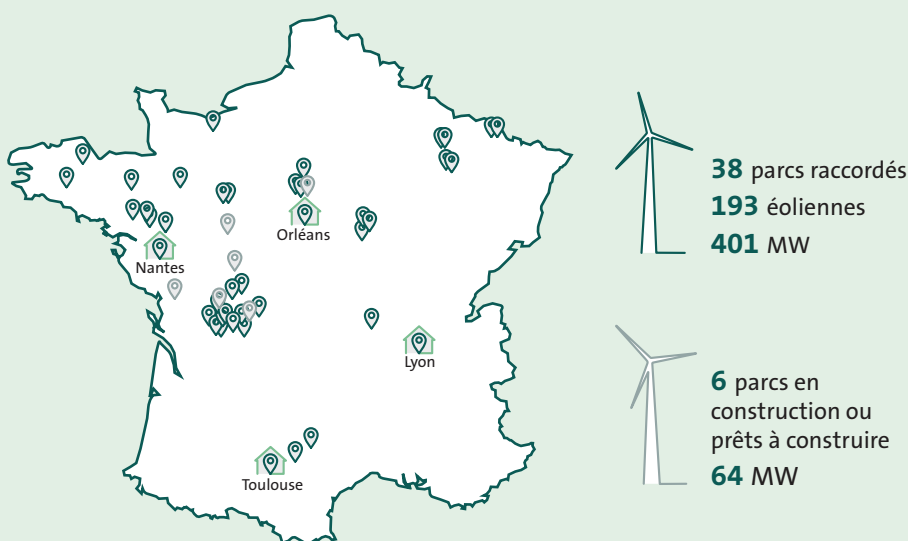 Orléans
Nantes
Lyon
Toulouse
38 parcs raccordés
193 éoliennes
401 MW
6 parcs en
construction ou
prêts à construire
64 MW